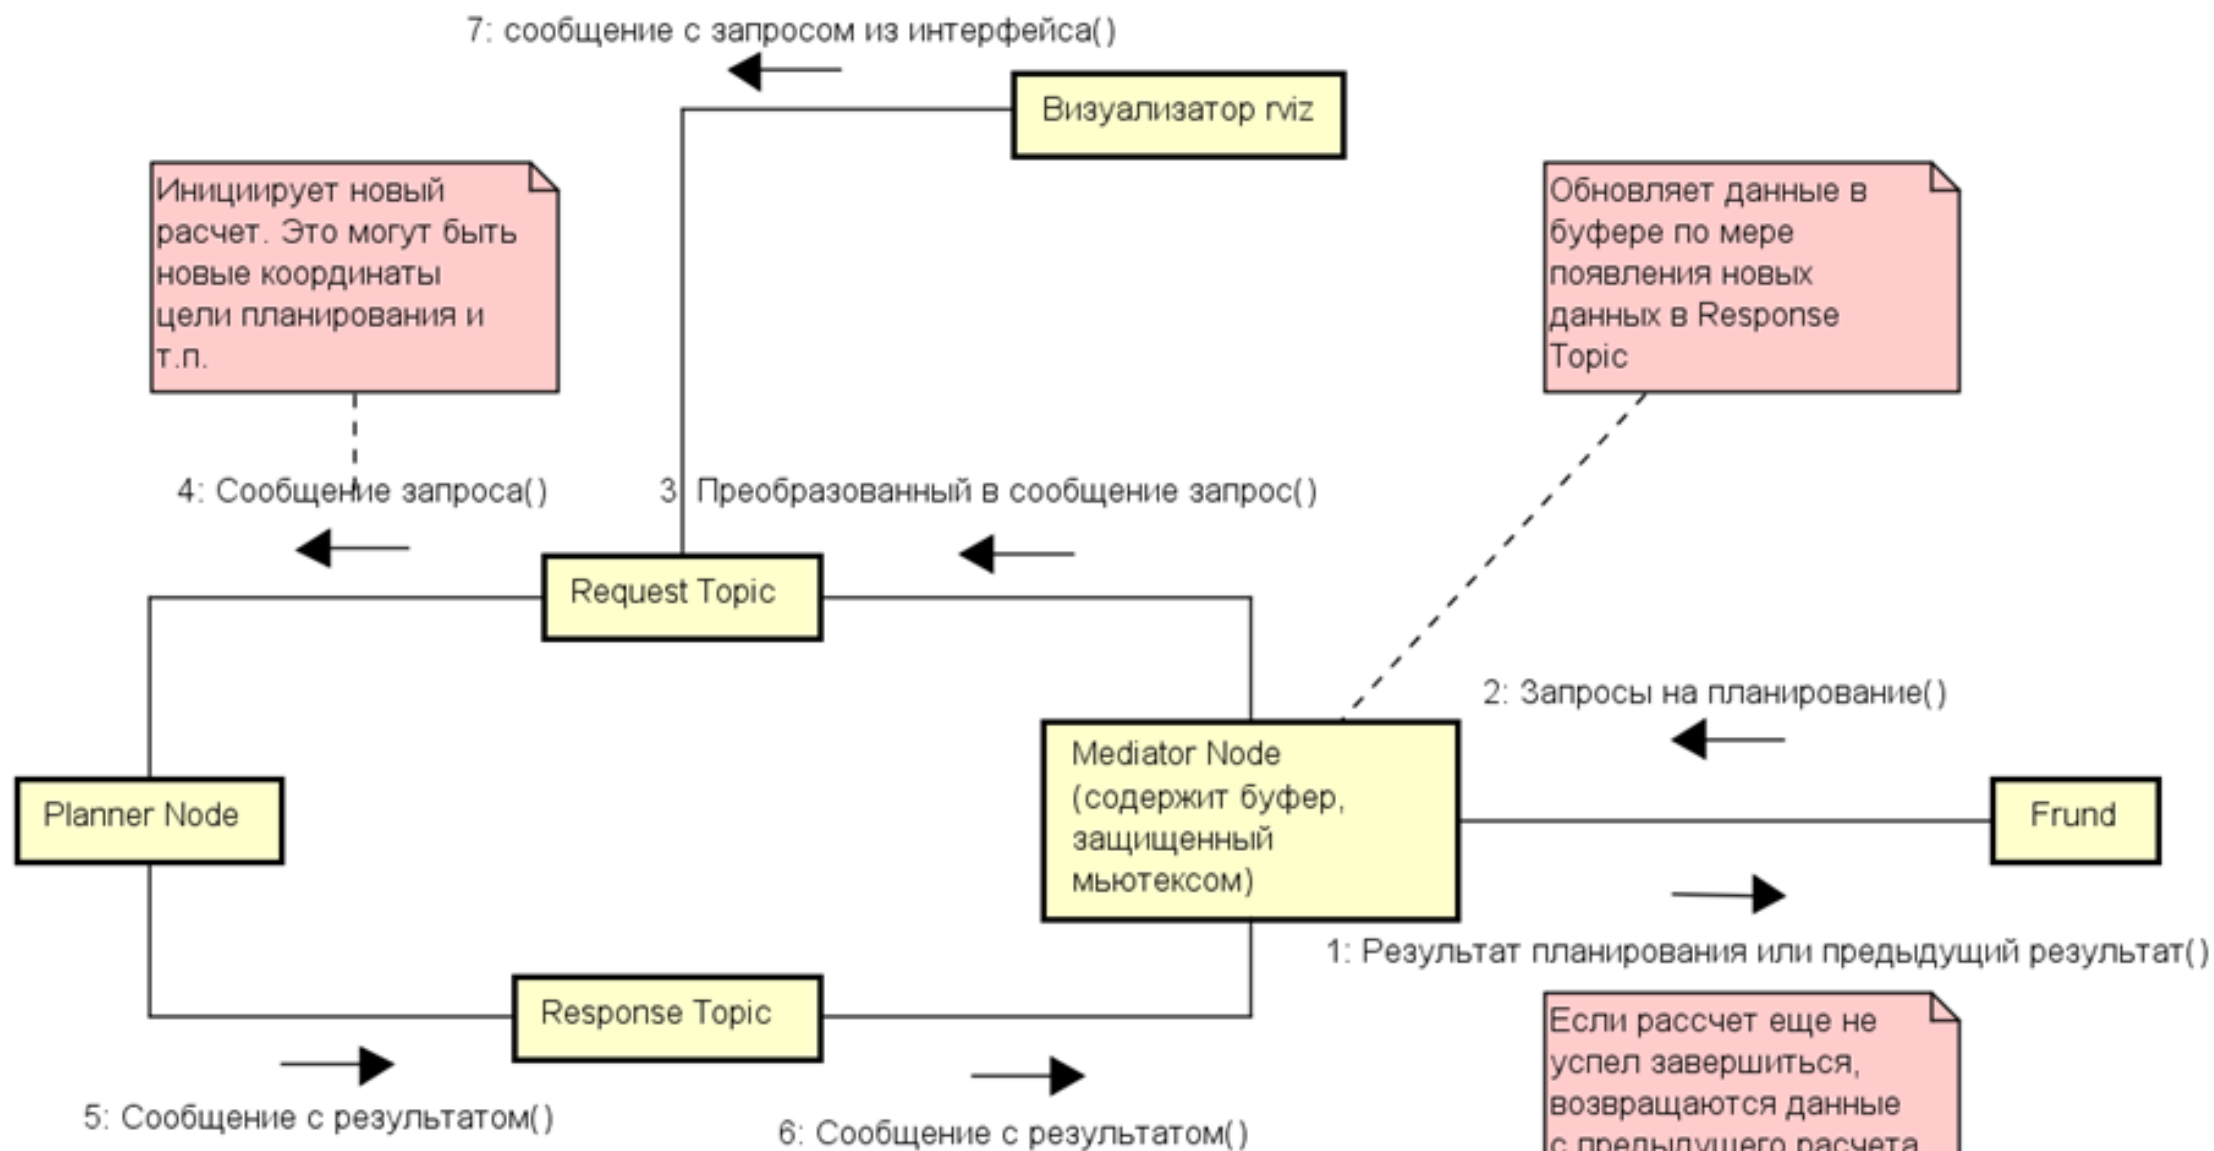 7: сообщение с запросом из интерфейса()
Визуализатор rviz
Инициирует новый
расчет. Это могут быть
новые координаты
цели планирования и
т.п.
Обновляет данные в
буфере по мере
появления новых
данных в Response
Topic
4: Сообщение запроса()
3: Преобразованный в сообщение запрос()
Request Topic
2: Запросы на планирование()
Mediator Node
(содержит буфер,
защищенный
мьютексом)
Planner Node
Frund
1: Результат планирования или предыдущий результат()
Response Topic
Если рассчет еще не
успел завершиться,
возвращаются данные
с предыдущего расчета
5: Сообщение с результатом()
6: Сообщение с результатом()